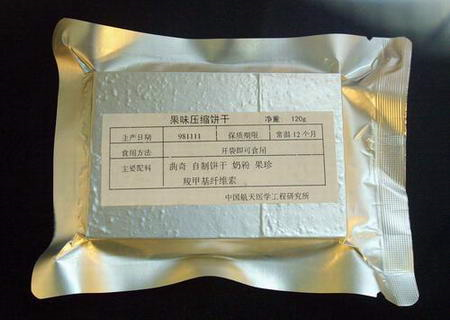 果味压缩饼干 净重: 120g
生产日期 981111 保质期限 常温12个月
食用方法 开袋即可食用
主要配料 曲奇 自制饼干 奶粉 果珍
羧甲基纤维素
中国航天医学工程研究所